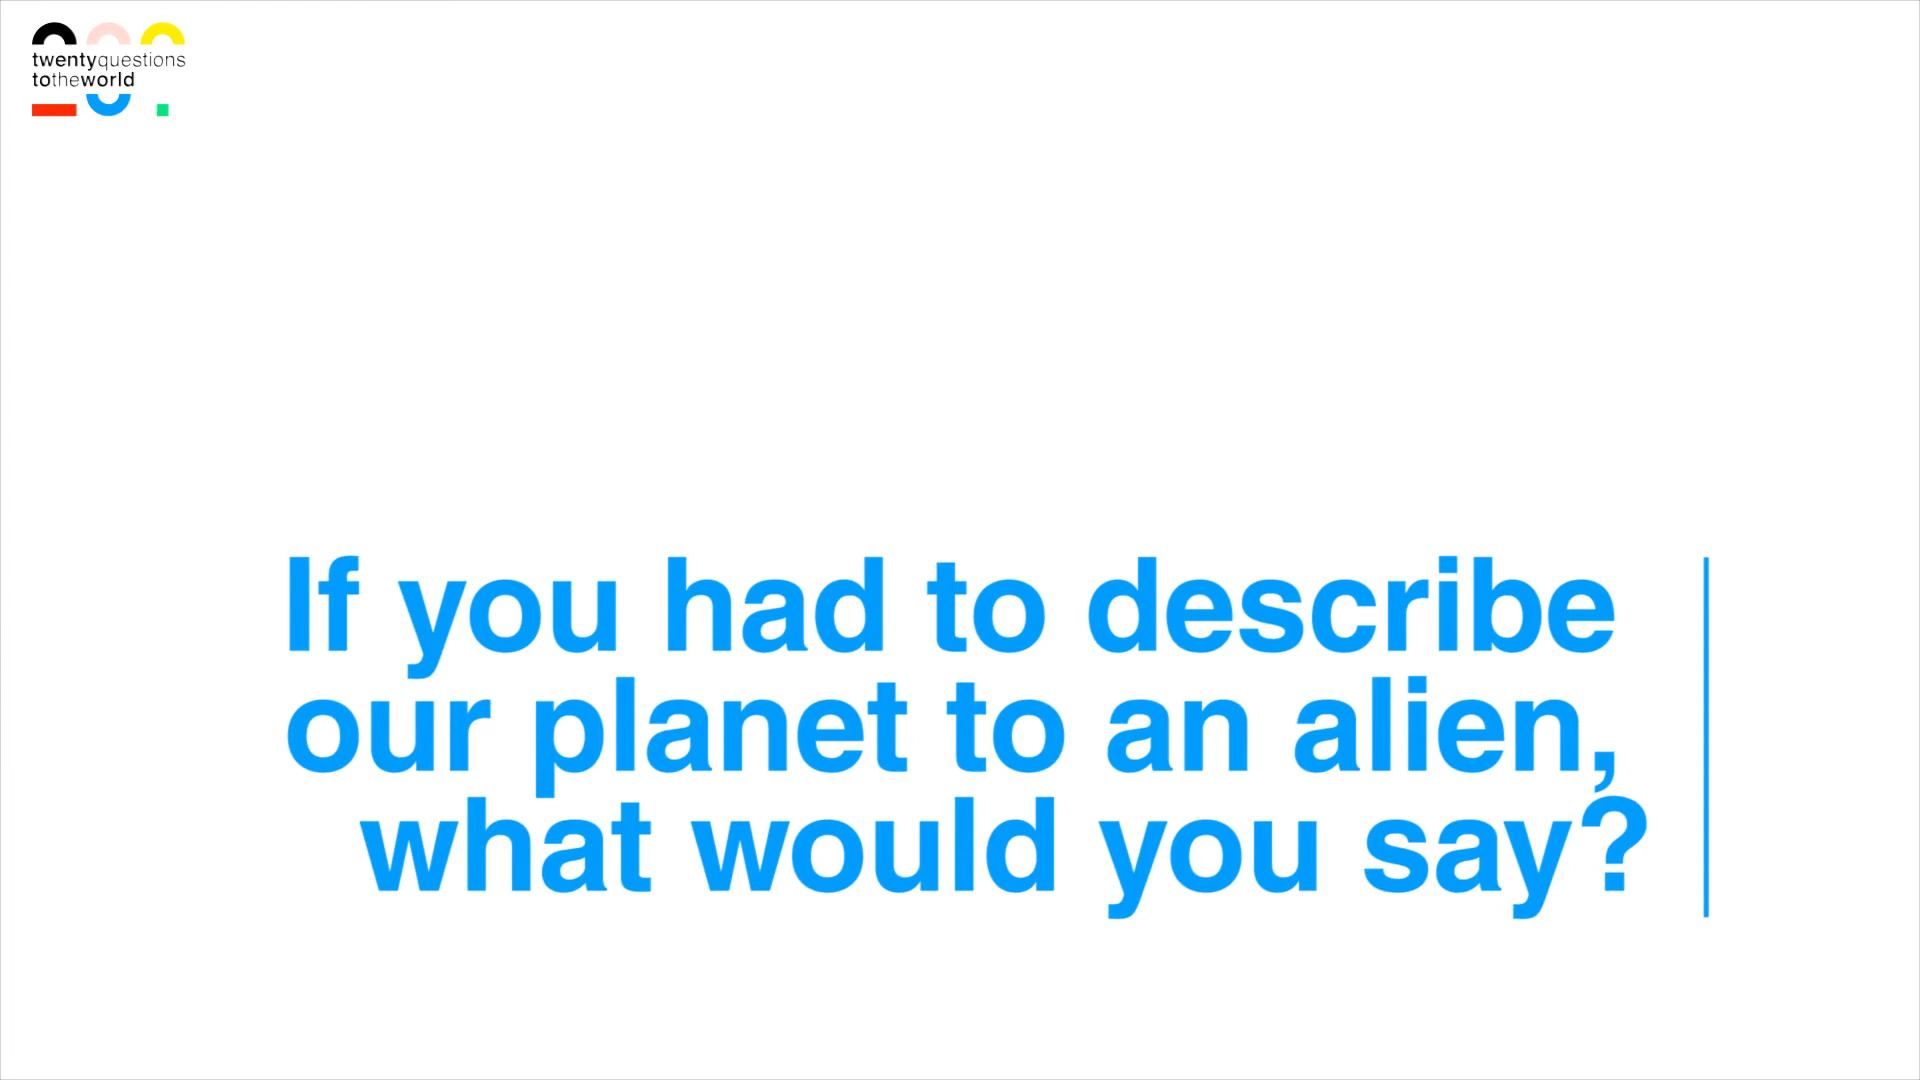 twentyquestions
totheworld
If you had to describe
our planet to an alien,
what would you say?